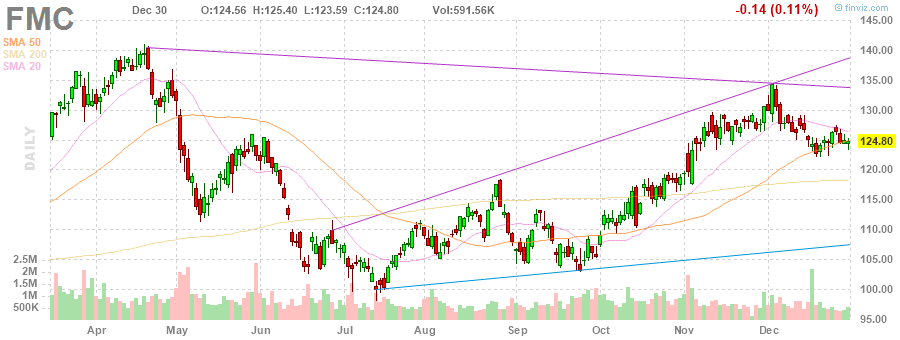 FMC
Dec 30 O:124.56 H:125.40 L:123.59 C:124.80 Vol:591.56K -0.14 (0.11%) @ finviz.com
SMA 50
SMA 200
SMA 20
DAILY
145.00
140.00
135.00
130.00
124.80
120.00
115.00
110.00
105.00
100.00
95.00
2.5M
2M
1.5M
1M
500K
Apr May Jun Jul Aug Sep Oct Nov Dec